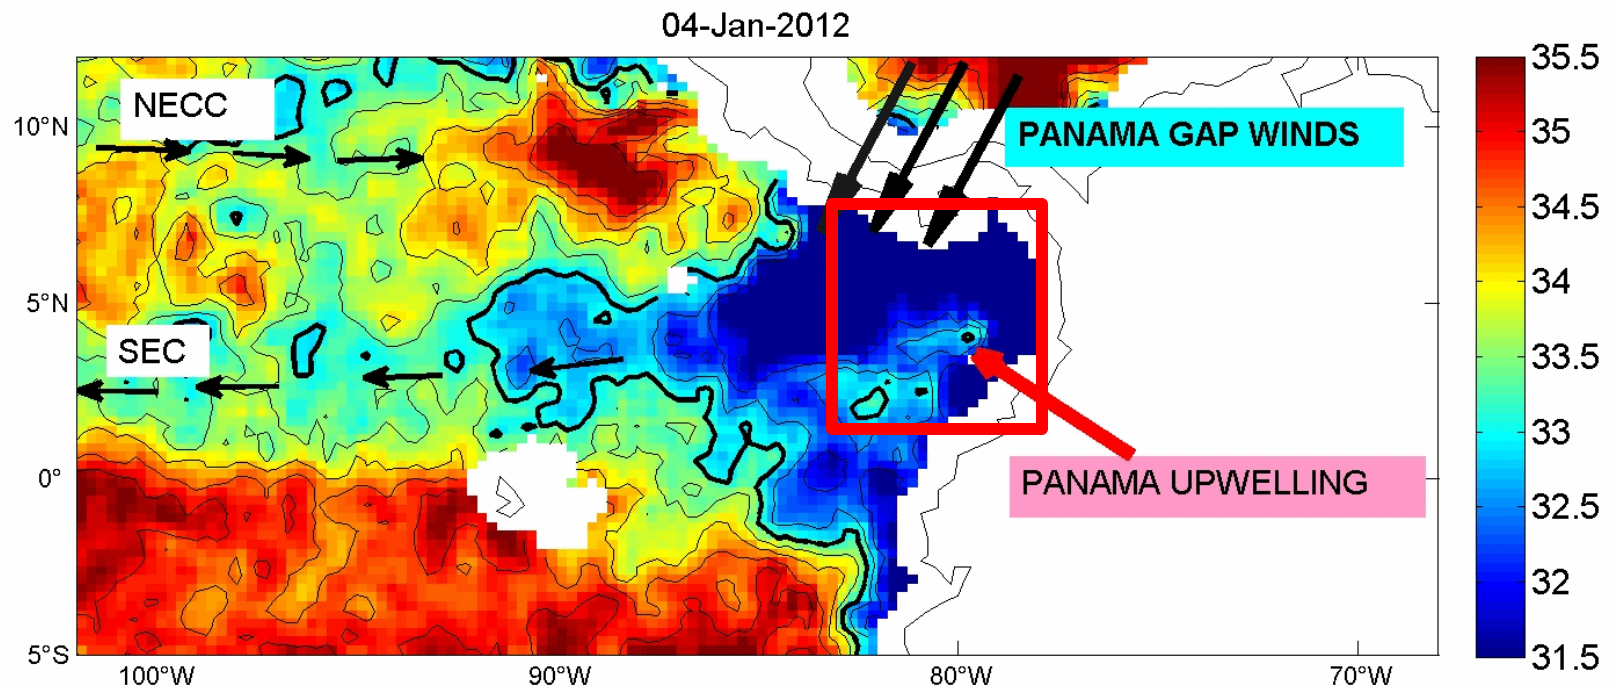 04-Jan-2012
NECC
PANAMA GAP WINDS
SEC
PANAMA UPWELLING
10°N
5°N
0°
5°S
100°W
90°W
80°W
70°W
35.5
35
34.5
34
33.5
33
32.5
32
31.5